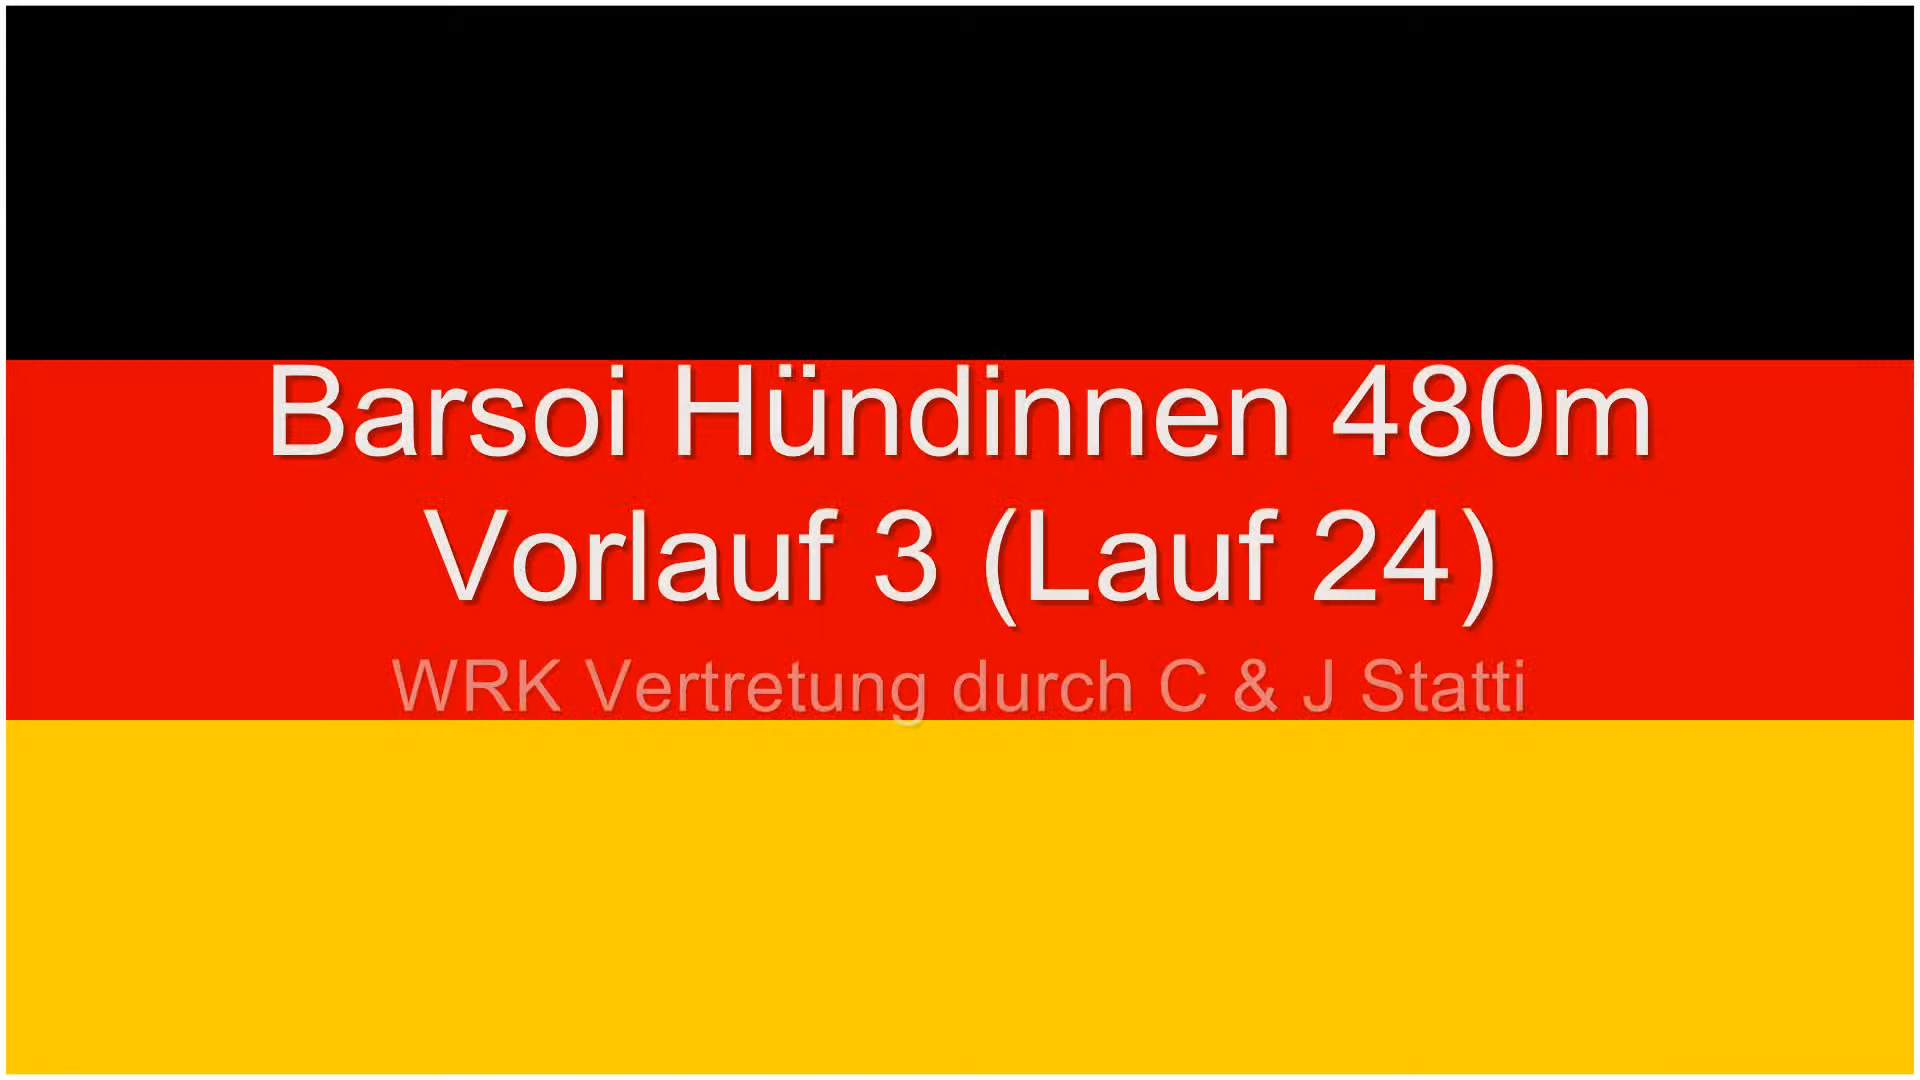 Barsoi Hündinnen 480m
Vorlauf 3 (Lauf 24)
WRK Vertretung durch C & J Statti